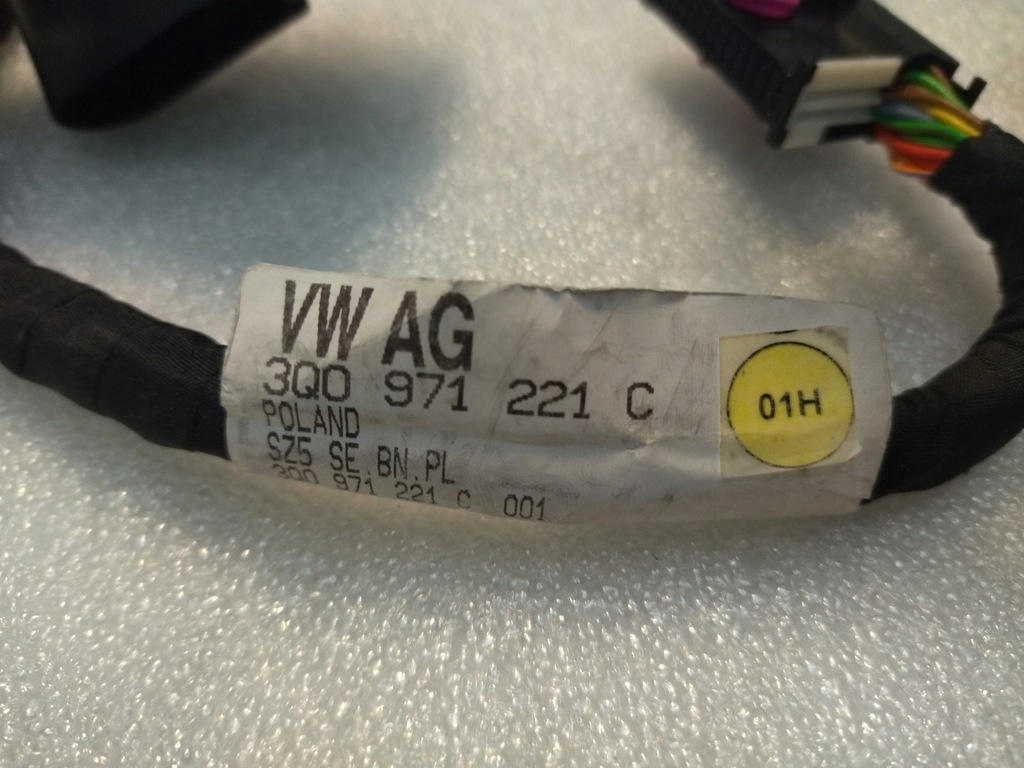 VW AG
3Q0 971 221 C
POLAND
SZ5 SE.BN.PL
3Q0 971 221 C 001
01H